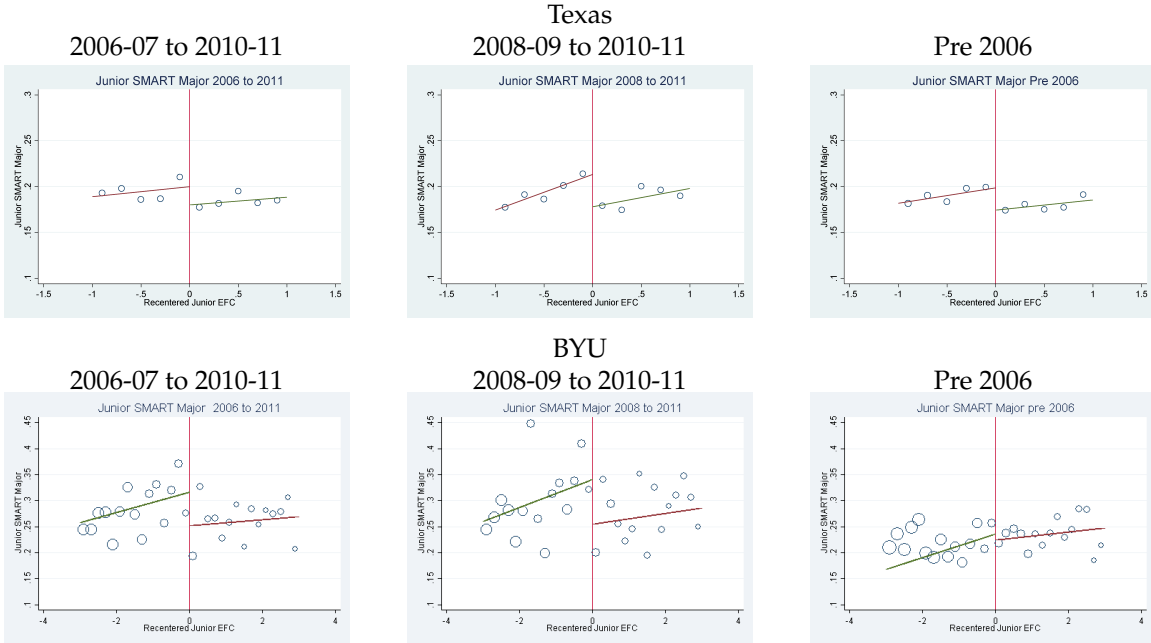 Texas
2006-07 to 2010-11 2008-09 to 2010-11 Pre 2006
Junior SMART Major 2006 to 2011
Junior SMART Major
.1 .15 .2 .25 .3
-1.5 -1 -.5 0 .5 1 1.5
Recentered Junior EFC
Junior SMART Major 2008 to 2011
Junior SMART Major
.1 .15 .2 .25 .3
-1.5 -1 -.5 0 .5 1 1.5
Recentered Junior EFC
Junior SMART Major Pre 2006
Junior SMART Major
.1 .15 .2 .25 .3
-1.5 -1 -.5 0 .5 1 1.5
Recentered Junior EFC
BYU
2006-07 to 2010-11 2008-09 to 2010-11 Pre 2006
Junior SMART Major 2006 to 2011
Junior SMART Major
.1 .15 .2 .25 .3 .35 .4 .45
-4 -2 0 2 4
Recentered Junior EFC
Junior SMART Major 2008 to 2011
Junior SMART Major
.1 .15 .2 .25 .3 .35 .4 .45
-4 -2 0 2 4
Recentered Junior EFC
Junior SMART Major pre 2006
Junior SMART Major
.1 .15 .2 .25 .3 .35 .4 .45
-4 -2 0 2 4
Recentered Junior EFC